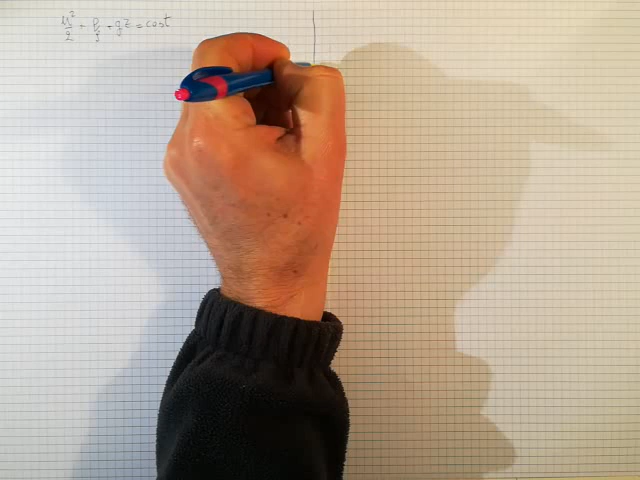 u²/2 + p/ρ + gz = cost